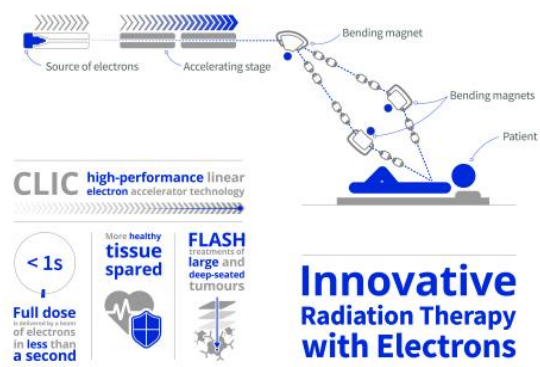 Bending magnet
Source of electrons
Accelerating stage
Bending magnets
Patient
CLIC high-performance linear
electron accelerator technology
< 1s
Full dose
is delivered by a beam
of electrons
in less than
a second
More healthy
tissue
spared
FLASH
treatments of
large and
deep-seated
tumours
Innovative
Radiation Therapy
with Electrons